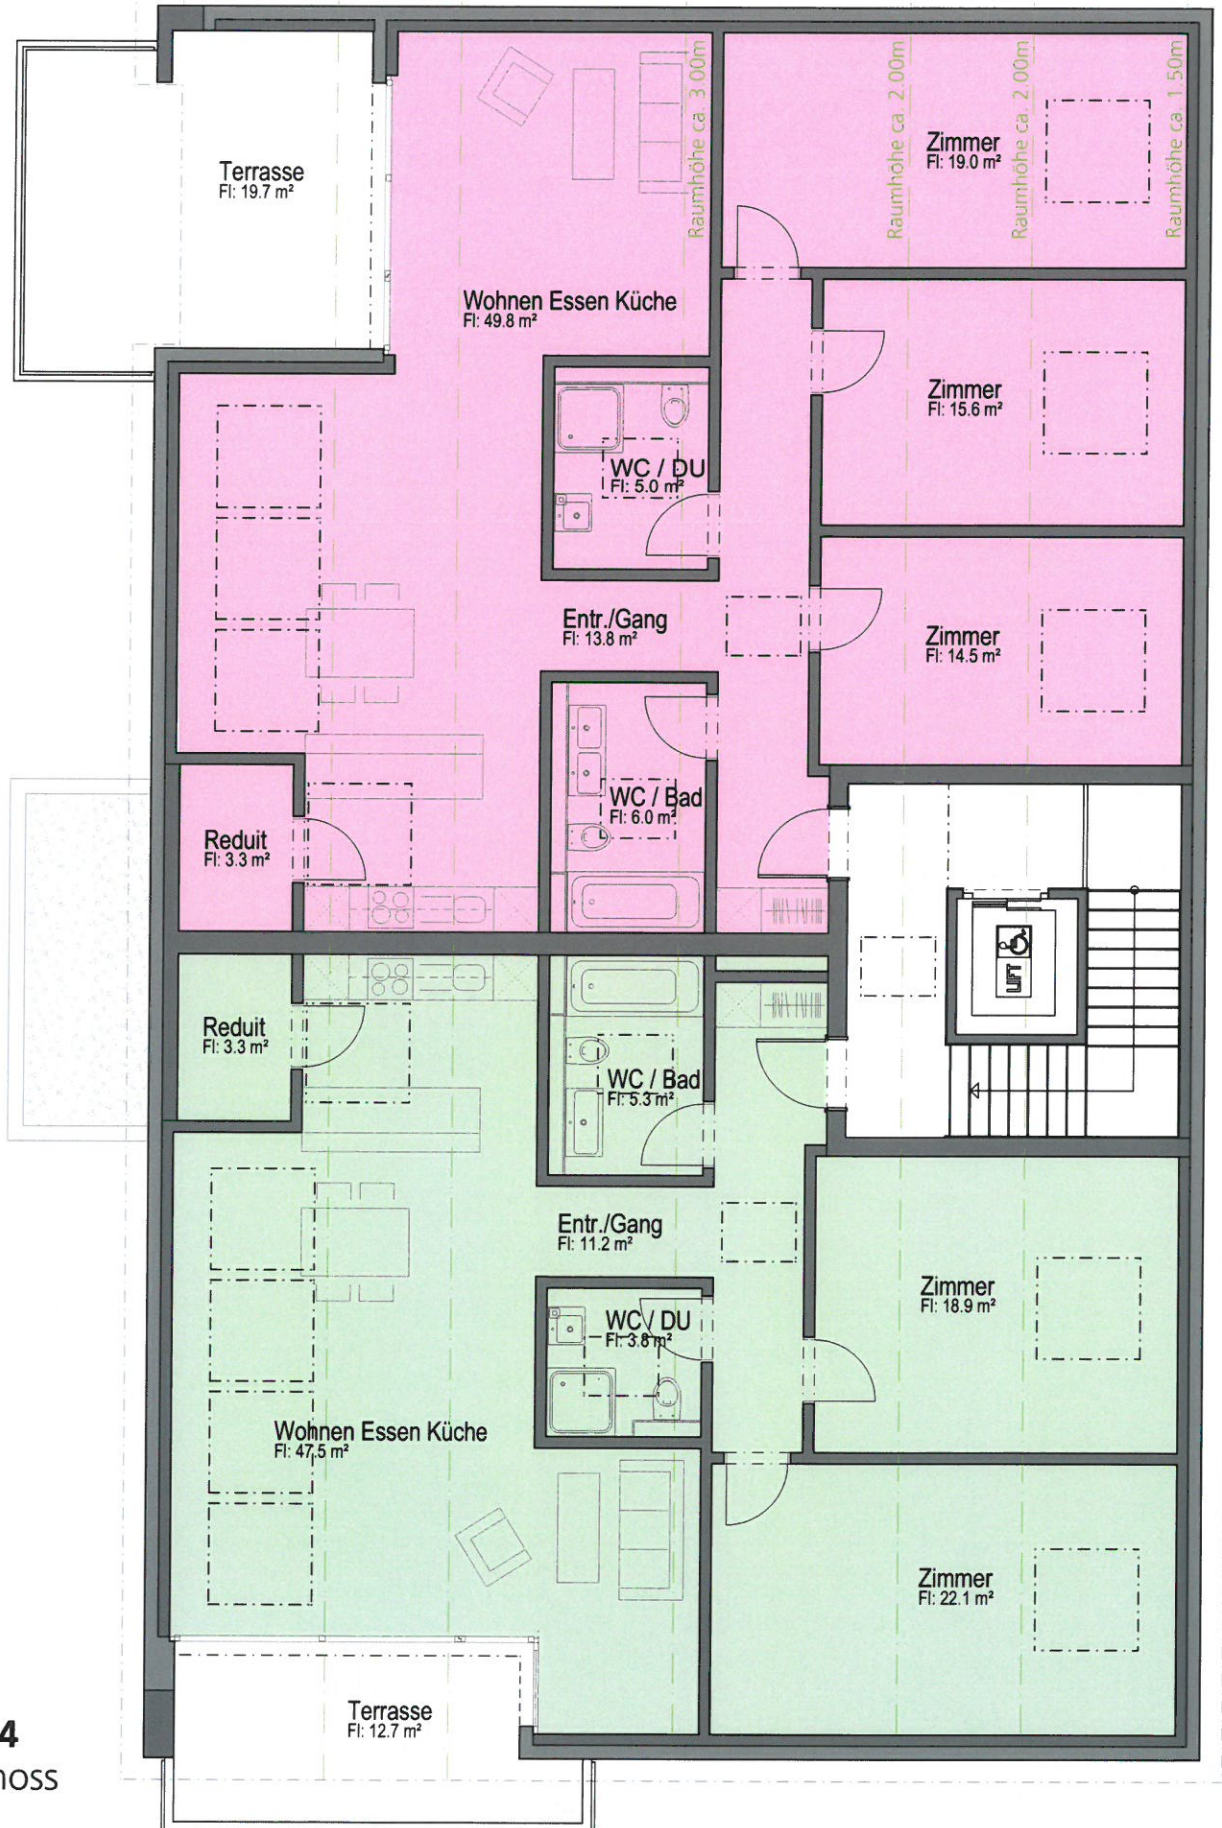 Terrasse
Fl: 19.7 m²
Raumhöhe ca. 3.00m
Raumhöhe ca. 2.00m
Raumhöhe ca. 2.00m
Raumhöhe ca. 1.50m
Zimmer
Fl: 19.0 m²
Wohnen Essen Küche
Fl: 49.8 m²
Zimmer
Fl: 15.6 m²
WC / DU
Fl: 5.0 m²
Entr./Gang
Fl: 13.8 m²
Zimmer
Fl: 14.5 m²
WC / Bad
Fl: 6.0 m²
Reduit
Fl: 3.3 m²
LIFT
Reduit
Fl: 3.3 m²
WC / Bad
Fl: 5.3 m²
Entr./Gang
Fl: 11.2 m²
Zimmer
Fl: 18.9 m²
WC / DU
Fl: 3.8 m²
Wohnen Essen Küche
Fl: 47.5 m²
Zimmer
Fl: 22.1 m²
Terrasse
Fl: 12.7 m²
4
hoss